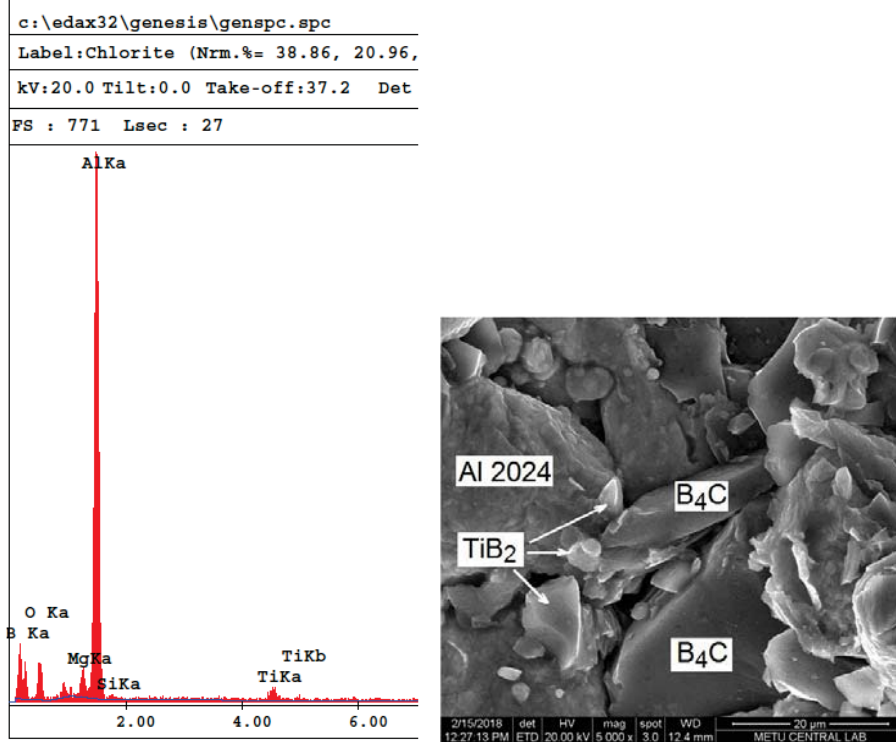 c:\edax32\genesis\genspc.spc
Label:Chlorite (Nrm.%= 38.86, 20.96,
kV:20.0 Tilt:0.0 Take-off:37.2 Det
FS : 771 Lsec : 27
AlKa
O Ka
B Ka
MgKa
SiKa
TiKb
TiKa
2.00 4.00 6.00
Al 2024
B4C
TiB2
B4C
2/15/2018 det HV mag spot WD 20 µm
12:27:13 PM ETD 20.00 kV 5 000 x 3.0 12.4 mm METU CENTRAL LAB